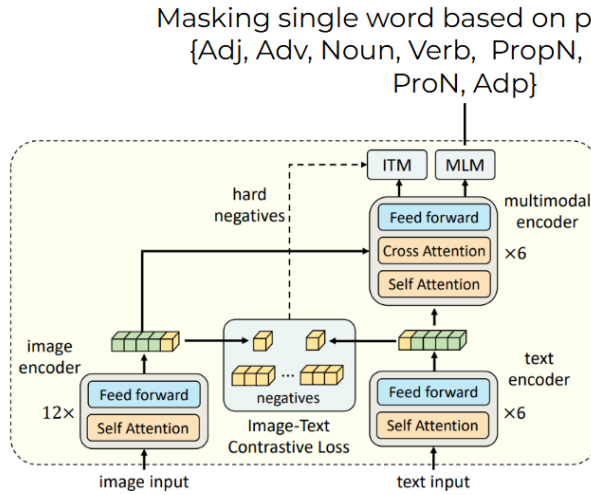 Masking single word based on p
{Adj, Adv, Noun, Verb, PropN,
ProN, Adp}
ITM
MLM
hard
negatives
Feed forward
Cross Attention
Self Attention
multimodal
encoder
×6
image
encoder
12×
Feed forward
Self Attention
negatives
...
Image-Text
Contrastive Loss
Feed forward
Self Attention
text
encoder
×6
image input
text input